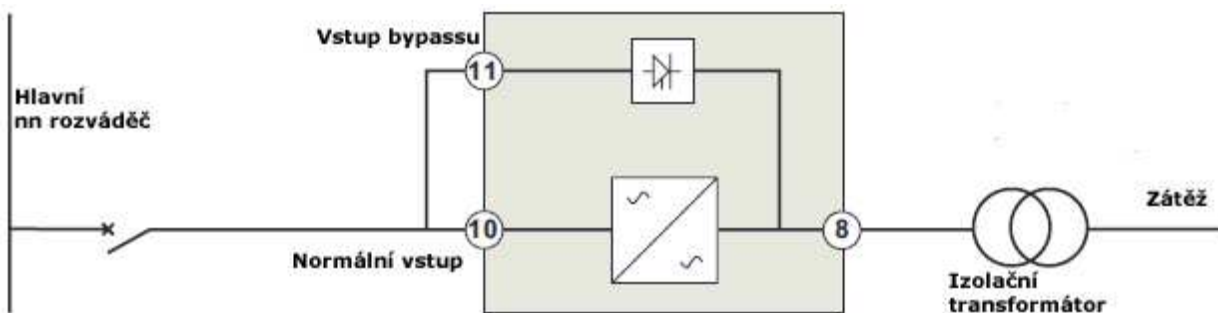 Vstup bypassu
11
Hlavní
nn rozváděč
Zátěž
10
8
Normální vstup
Izolační
transformátor